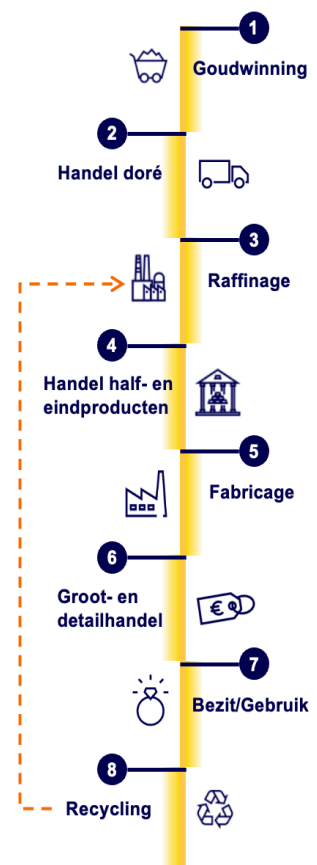 1
Goudwinning
2
Handel doré
3
Raffinage
4
Handel half- en
eindproducten
5
Fabricage
6
Groot- en
detailhandel
€
7
Bezit/Gebruik
8
Recycling